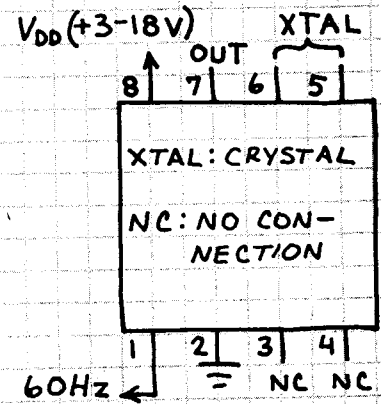 VDD (+3-18V) XTAL
OUT
8 7 6 5
XTAL: CRYSTAL
NC: NO CON-
NECTION
1 2 3 4
60Hz NC NC